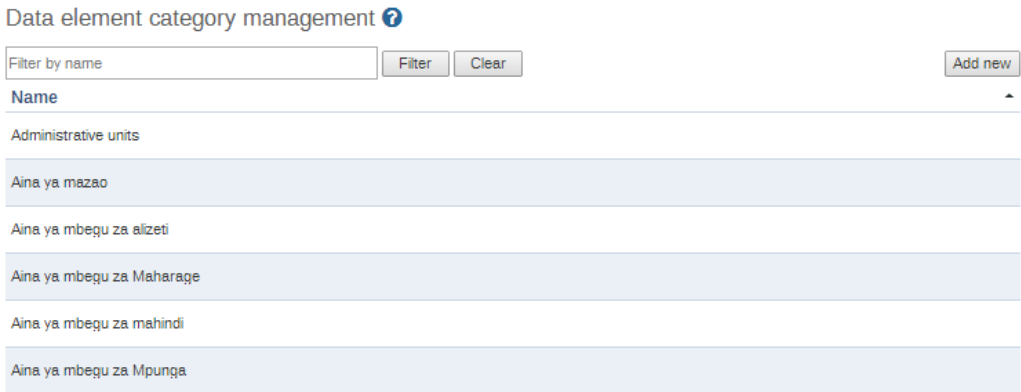 Data element category management ?
Filter by name Filter Clear Add new
Name
Administrative units
Aina ya mazao
Aina ya mbegu za alizeti
Aina ya mbegu za Maharage
Aina ya mbegu za mahindi
Aina ya mbegu za Mpunga